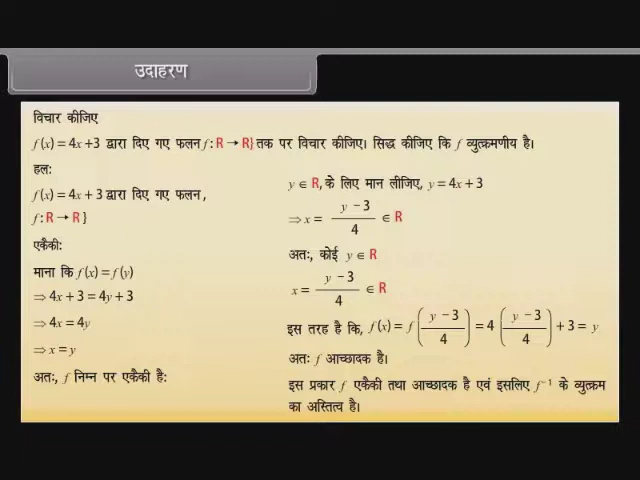 उदाहरण
विचार कीजिए
f(x) = 4x+3 द्वारा दिए गए फलन f: R → R} तक पर विचार कीजिए। सिद्ध कीजिए कि f व्युत्क्रमणीय है।
हल:
f(x) = 4x + 3 द्वारा दिए गए फलन,
f: R → R }
एकैकी:
माना कि f(x) = f(y)
⇒ 4x + 3 = 4y + 3
⇒ 4x = 4y
⇒ x = y
अतः, f निम्न पर एकैकी है:
y ∈ R, के लिए मान लीजिए, y = 4x + 3
⇒ x = (y − 3)/4 ∈ R
अतः, कोई y ∈ R
x = (y − 3)/4 ∈ R
इस तरह है कि, f(x) = f((y − 3)/4) = 4((y − 3)/4) + 3 = y
अतः f आच्छादक है।
इस प्रकार f एकैकी तथा आच्छादक है एवं इसलिए f⁻¹ के व्युत्क्रम
का अस्तित्व है।